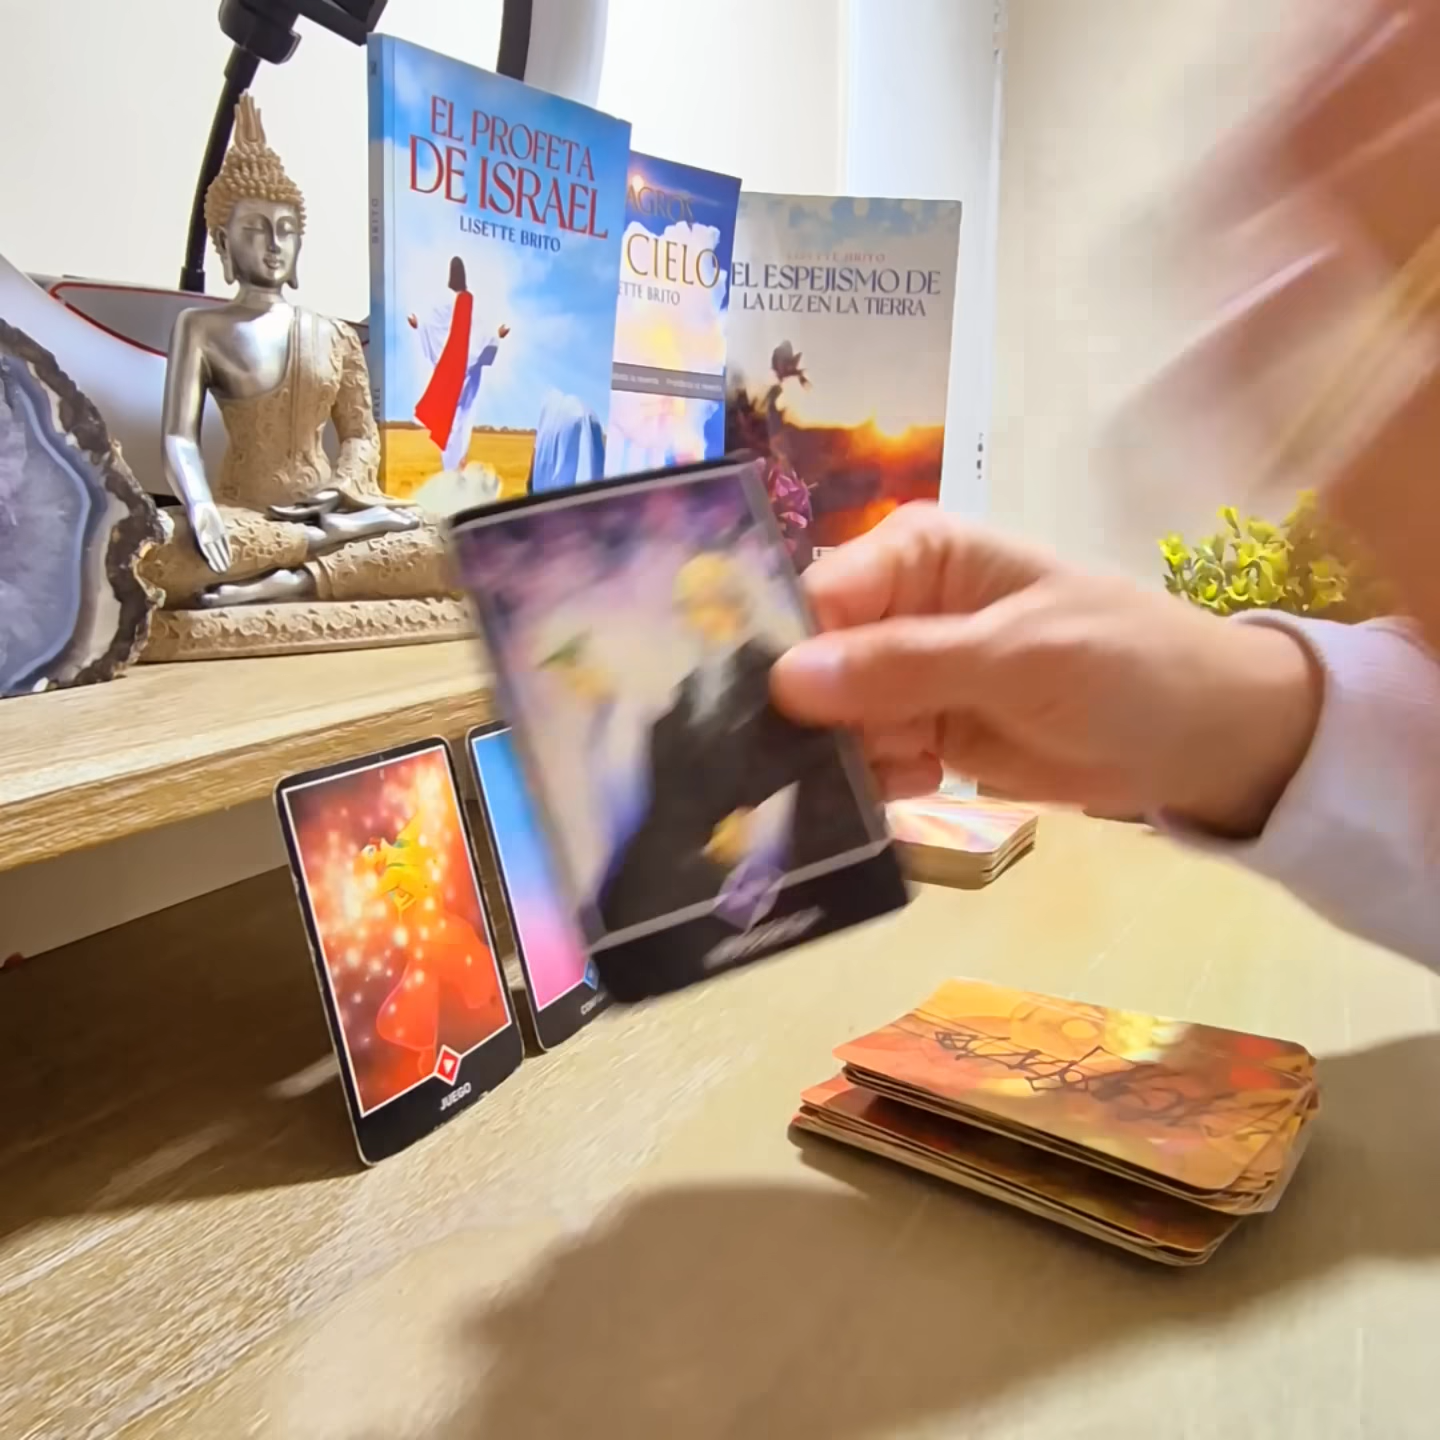 EL PROFETA
DE ISRAEL
LISETTE BRITO
AGROS
CIELO
ETTE BRITO
LISETTE BRITO
EL ESPEJISMO DE
LA LUZ EN LA TIERRA
JUEGO